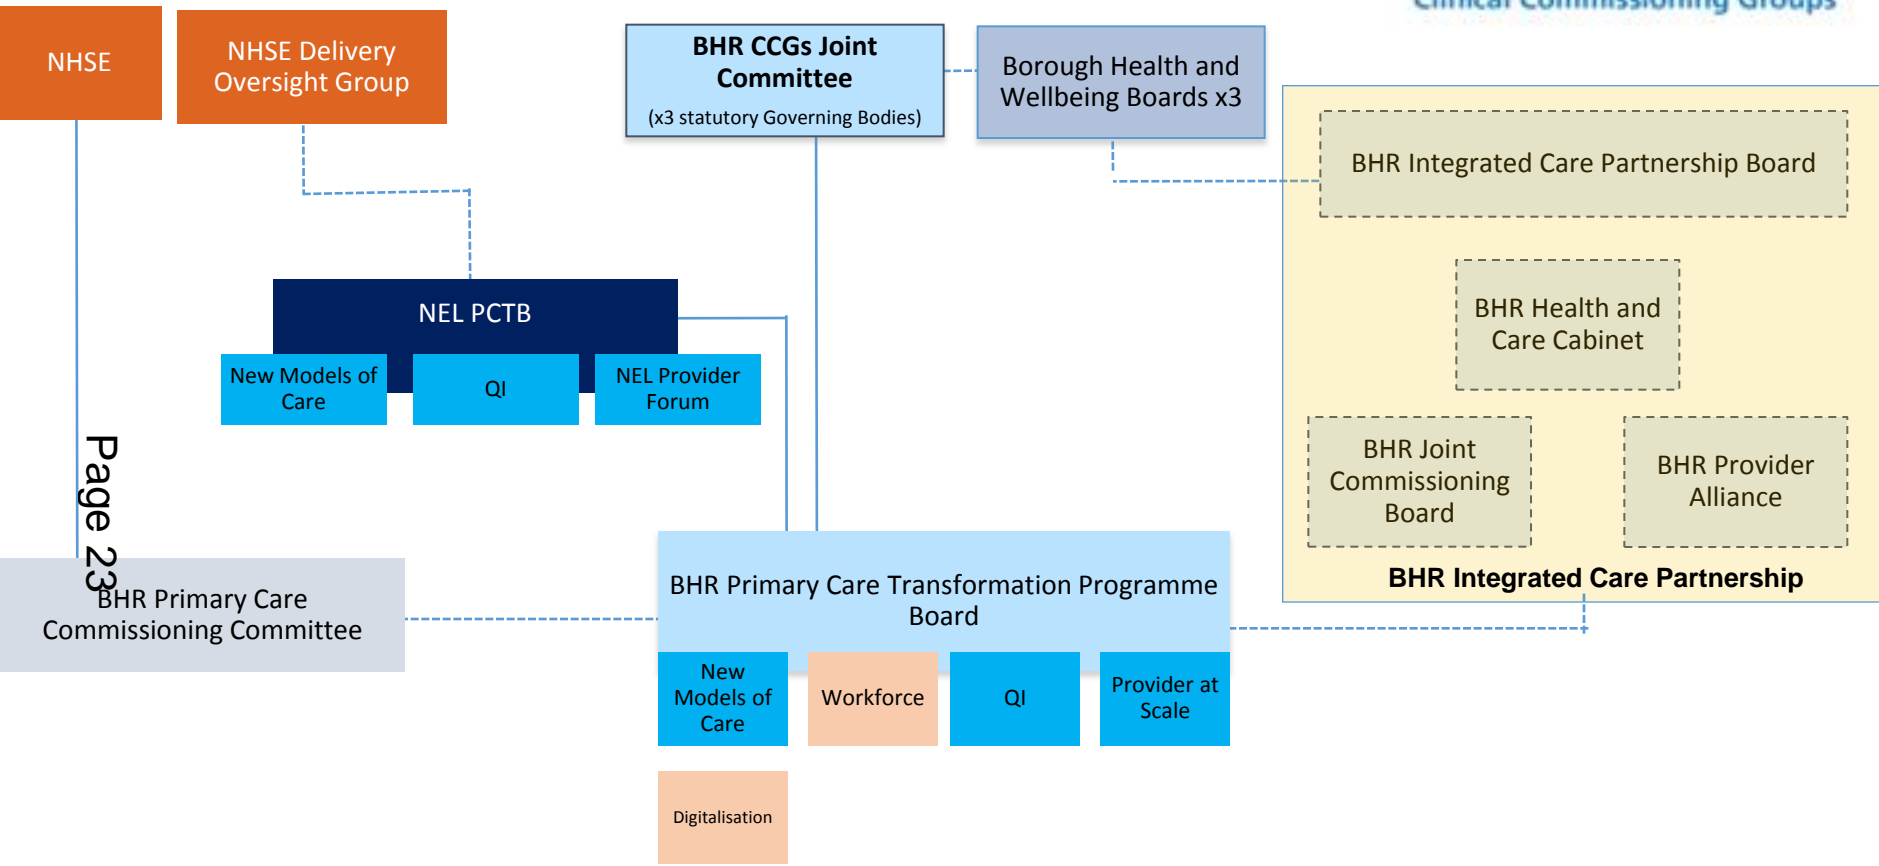 Clinical Commissioning Groups
NHSE
NHSE Delivery
Oversight Group
BHR CCGs Joint
Committee
(x3 statutory Governing Bodies)
Borough Health and
Wellbeing Boards x3
BHR Integrated Care Partnership Board
BHR Health and
Care Cabinet
BHR Joint
Commissioning
Board
BHR Provider
Alliance
BHR Integrated Care Partnership
NEL PCTB
New Models of
Care
QI
NEL Provider
Forum
Page 23
BHR Primary Care
Commissioning Committee
BHR Primary Care Transformation Programme
Board
New
Models of
Care
Workforce
QI
Provider at
Scale
Digitalisation